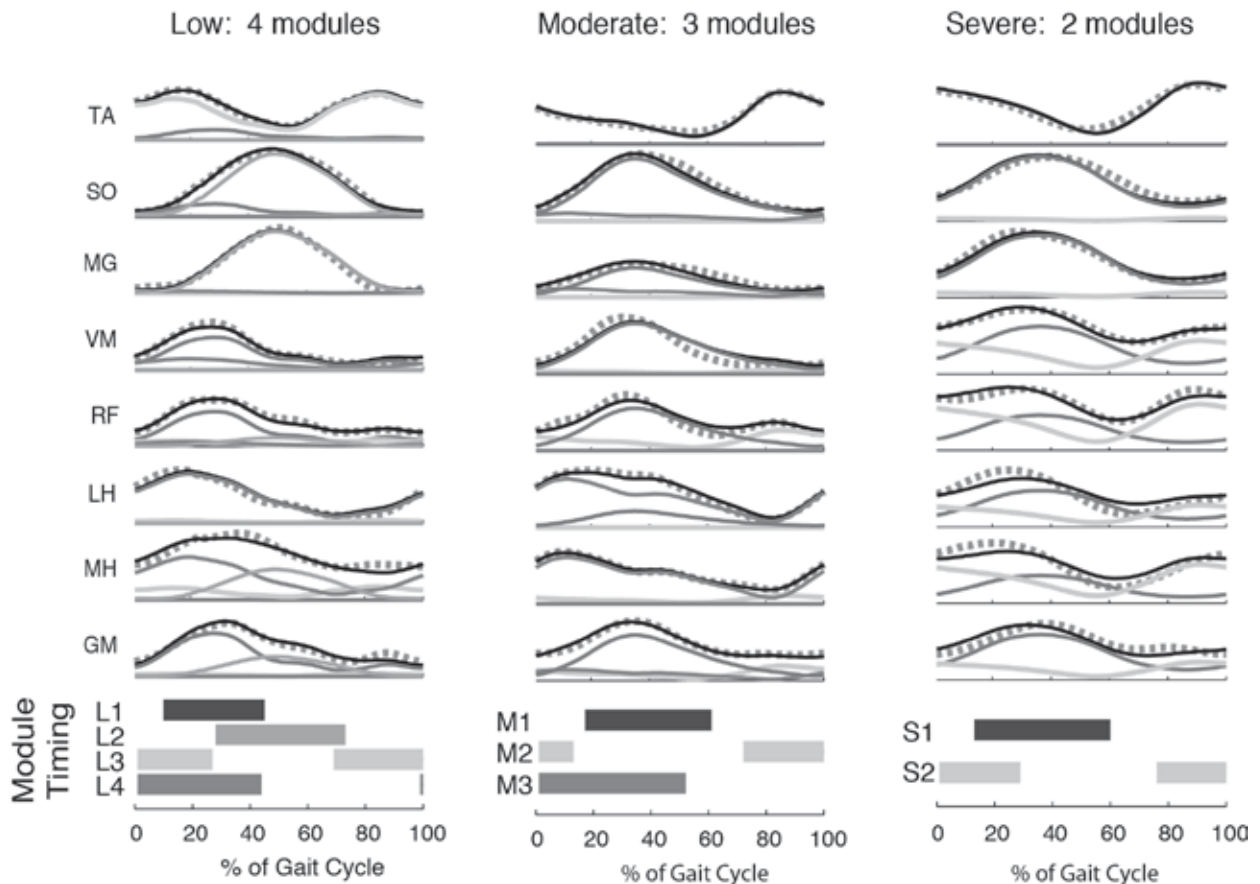 Low: 4 modules
Moderate: 3 modules
Severe: 2 modules
TA
SO
MG
VM
RF
LH
MH
GM
Module
Timing
L1
L2
L3
L4
M1
M2
M3
S1
S2
0 20 40 60 80 100
0 20 40 60 80 100
0 20 40 60 80 100
% of Gait Cycle
% of Gait Cycle
% of Gait Cycle